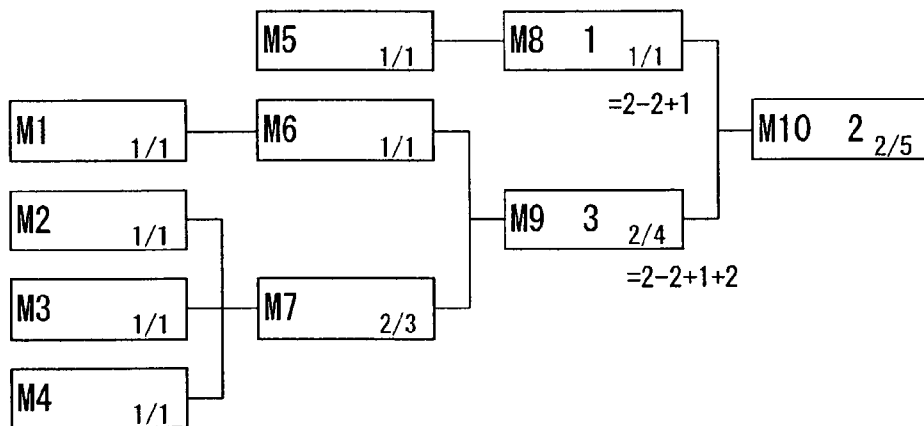 M5 1/1
M8 1 1/1
=2-2+1
M1 1/1
M6 1/1
M10 2 2/5
M2 1/1
M9 3 2/4
=2-2+1+2
M3 1/1
M7 2/3
M4 1/1